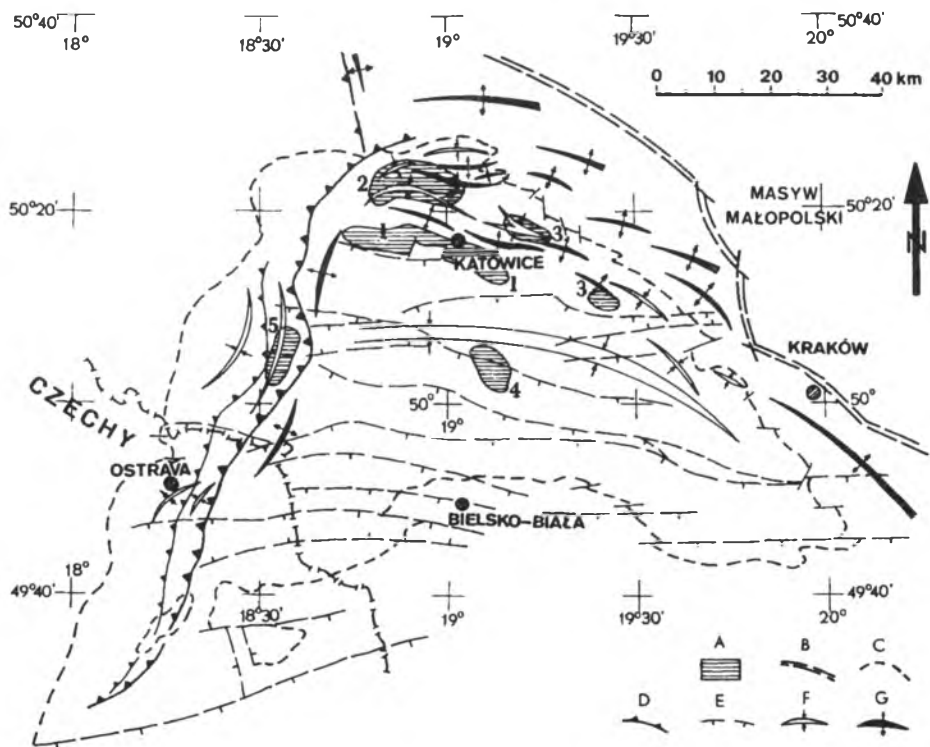 50°40' 18° 18°30' 19° 19°30' 20° 50°40'
0 10 20 30 40 km
2
50°20'
MASYW
MAŁOPOLSKI
50°20'
N
1 3
KATOWICE
1 3
5
KRAKÓW
4
50° 19° 50°
CZECHY
OSTRAVA
BIELSKO-BIAŁA
49°40' 18° 18°30' 19° 19°30' 20° 49°40'
A B C
D E F G